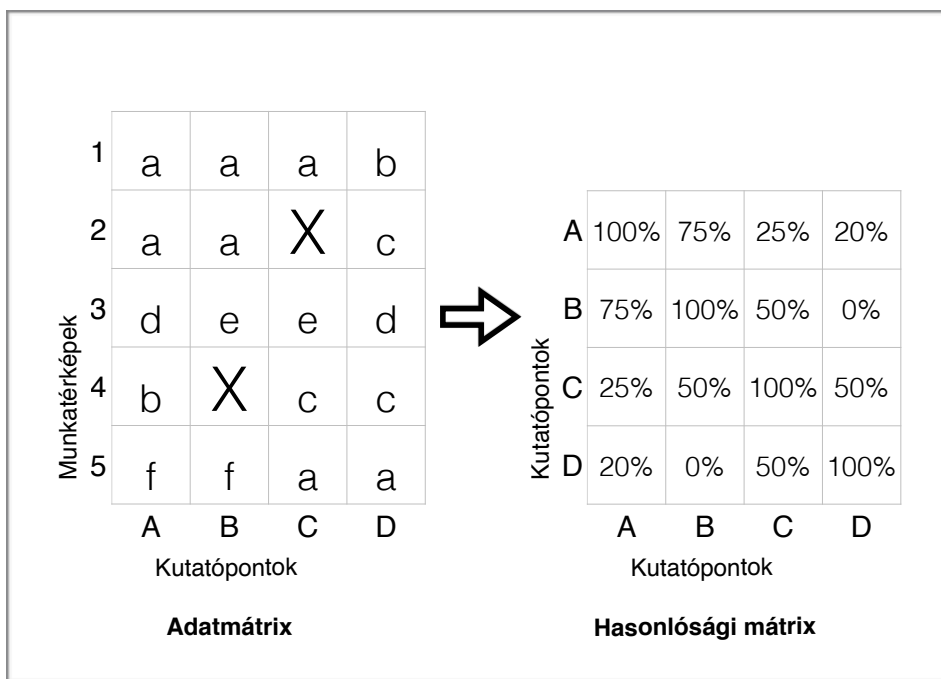 1 a a a b
2 a a X c
3 d e e d
4 b X c c
5 f f a a
A B C D
Munkatérképek
Kutatópontok
Adatmátrix
A 100% 75% 25% 20%
B 75% 100% 50% 0%
C 25% 50% 100% 50%
D 20% 0% 50% 100%
A B C D
Kutatópontok
Kutatópontok
Hasonlósági mátrix